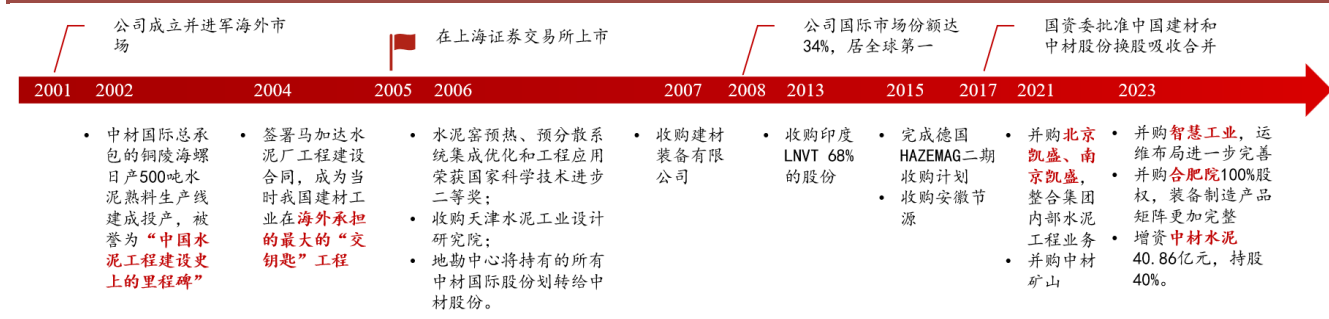 公司成立并进军海外市
场
在上海证券交易所上市
公司国际市场份额达
34%，居全球第一
国资委批准中国建材和
中材股份换股吸收合并
2001 2002 2004 2005 2006 2007 2008 2013 2015 2017 2021 2023
• 中材国际总承
包的铜陵海螺
日产500吨水
泥熟料生产线
建成投产，被
誉为“中国水
泥工程建设史
上的里程碑”
• 签署马加达水
泥厂工程建设
合同，成为当
时我国建材工
业在海外承担
的最大的“交
钥匙”工程
• 水泥窑预热、预分散系
统集成优化和工程应用
荣获国家科学技术进步
二等奖；
• 收购天津水泥工业设计
研究院；
• 地勘中心将持有的所有
中材国际股份划转给中
材股份。
• 收购建材
装备有限
公司
• 收购印度
LNVT 68%
的股份
• 完成德国
HAZEMAG二期
收购计划
• 收购安徽节
源
• 并购北京
凯盛、南
京凯盛，
整合集团
内部水泥
工程业务
• 并购中材
矿山
• 并购智慧工业，运
维布局进一步完善
• 并购合肥院100%股
权，装备制造产品
矩阵更加完整
• 增资中材水泥
40.86亿元，持股
40%。